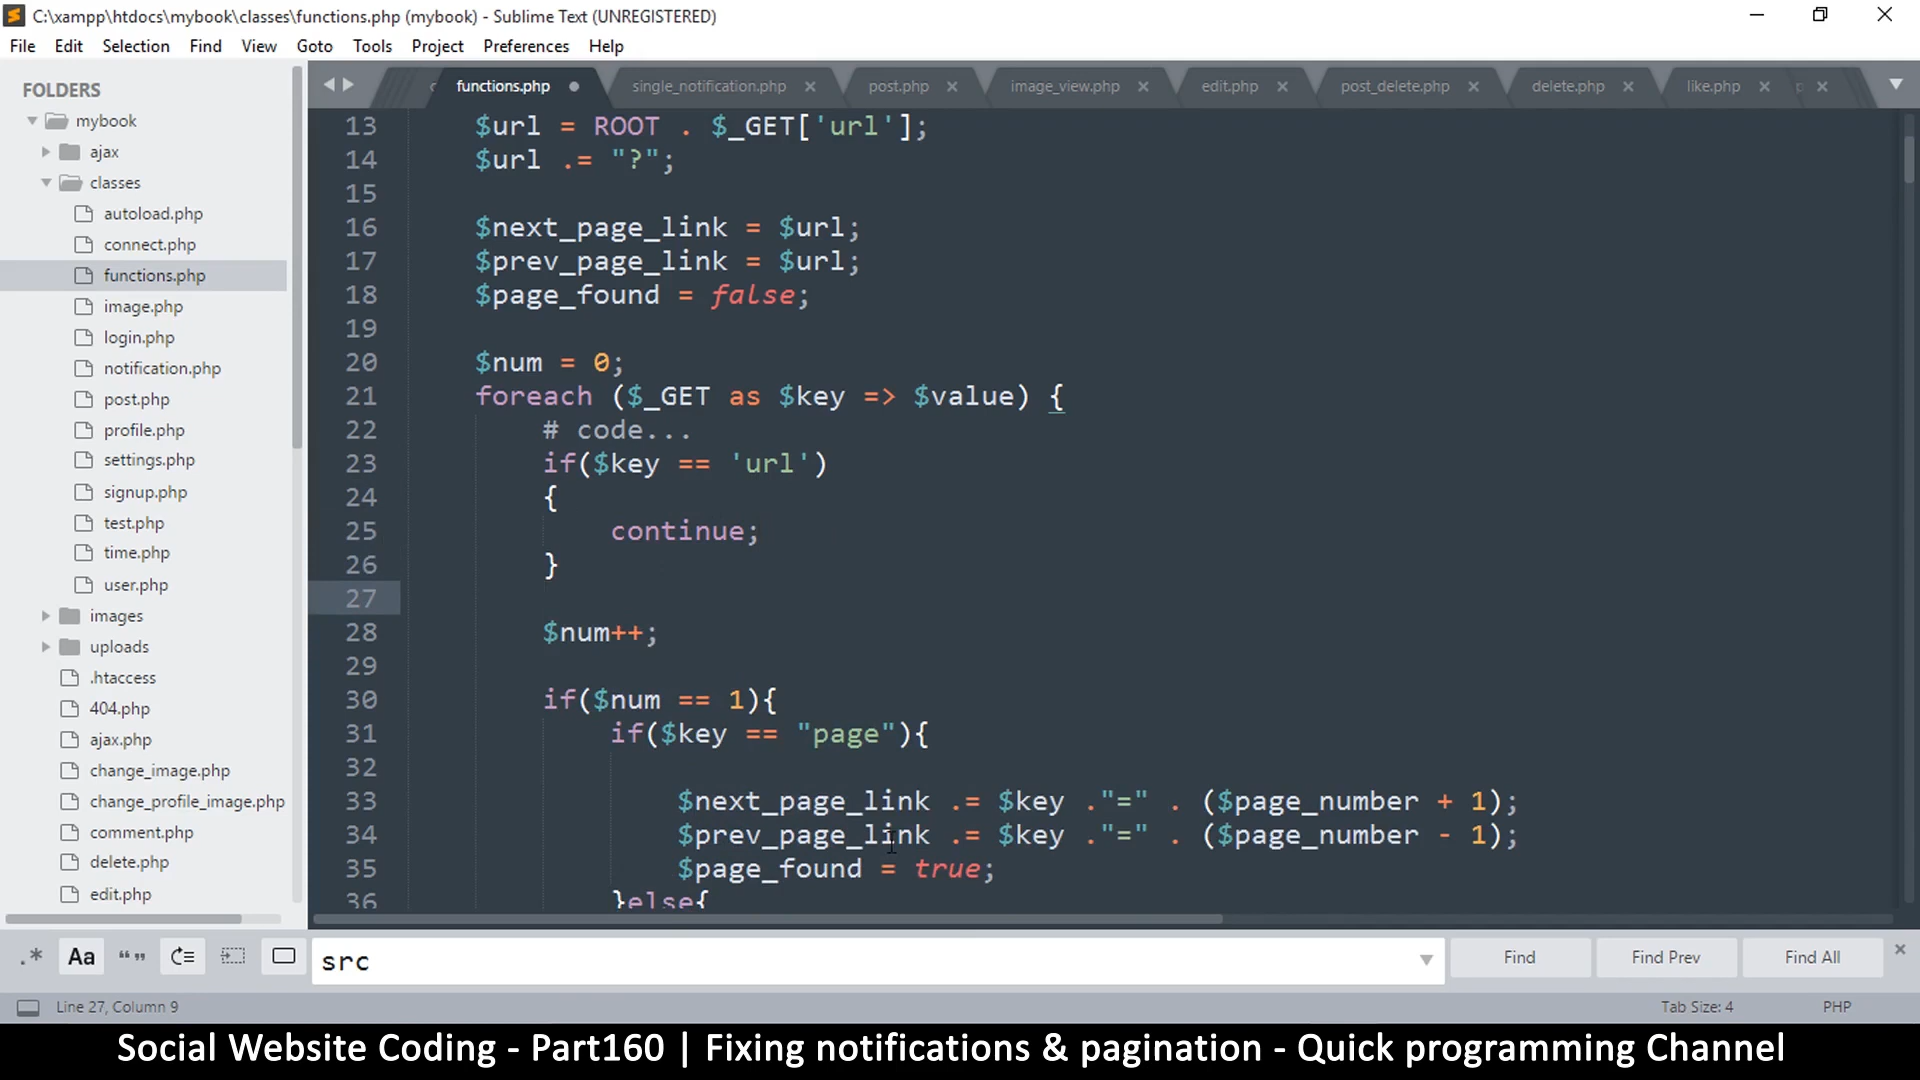 C:\xampp\htdocs\mybook\classes\functions.php (mybook) - Sublime Text (UNREGISTERED)
File Edit Selection Find View Goto Tools Project Preferences Help
FOLDERS
mybook
ajax
classes
autoload.php
connect.php
functions.php
image.php
login.php
notification.php
post.php
profile.php
settings.php
signup.php
test.php
time.php
user.php
images
uploads
.htaccess
404.php
ajax.php
change_image.php
change_profile_image.php
comment.php
delete.php
edit.php
functions.php single_notification.php post.php image_view.php edit.php post_delete.php delete.php like.php
13 $url = ROOT . $_GET['url'];
14 $url .= "?";
15
16 $next_page_link = $url;
17 $prev_page_link = $url;
18 $page_found = false;
19
20 $num = 0;
21 foreach ($_GET as $key => $value) {
22 # code...
23 if($key == 'url')
24 {
25 continue;
26 }
27
28 $num++;
29
30 if($num == 1){
31 if($key == "page"){
32
33 $next_page_link .= $key ."=" . ($page_number + 1);
34 $prev_page_link .= $key ."=" . ($page_number - 1);
35 $page_found = true;
36 }else{
.* Aa “” src Find Find Prev Find All
Line 27, Column 9 Tab Size: 4 PHP
Social Website Coding - Part160 | Fixing notifications & pagination - Quick programming Channel